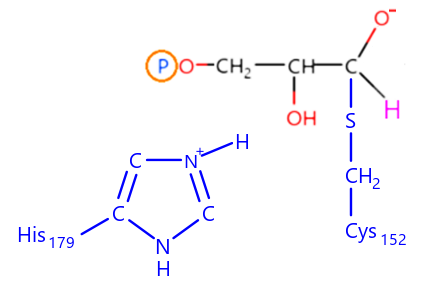 O⁻
P O CH₂ CH C
OH H
S
H
C N⁺
CH₂
C C
His₁₇₉ N Cys₁₅₂
H